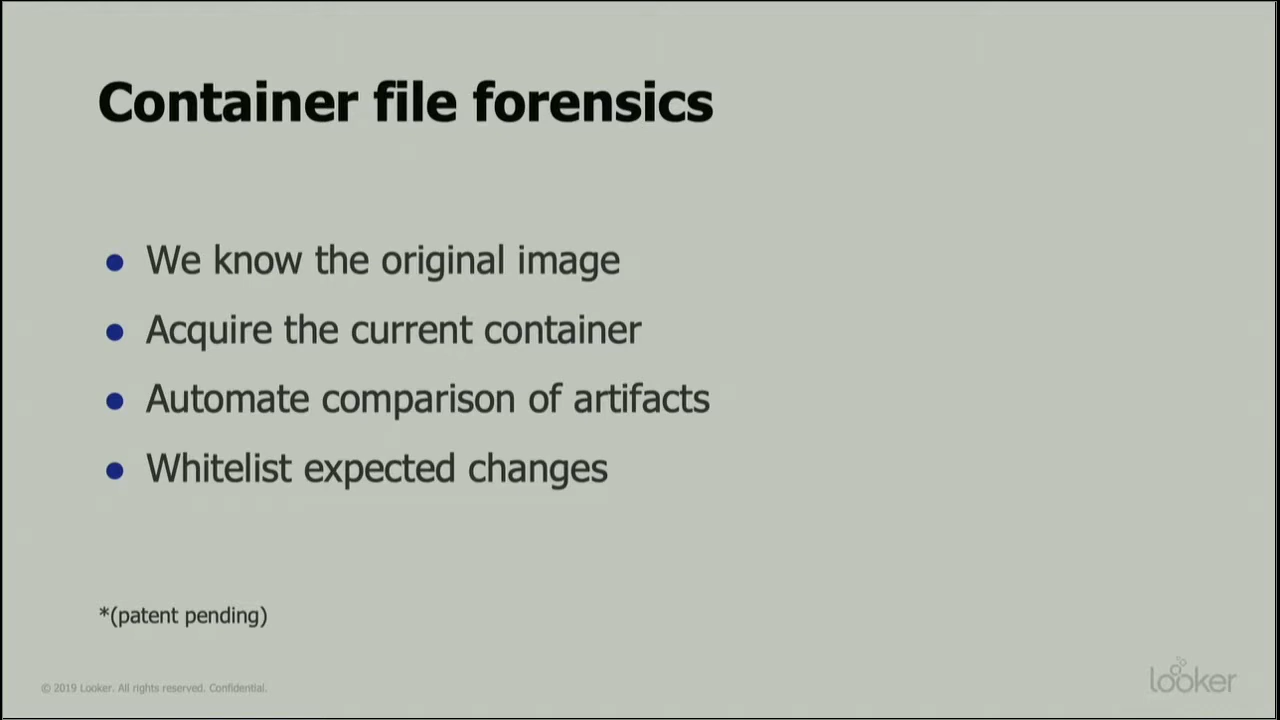 Container file forensics
● We know the original image
● Acquire the current container
● Automate comparison of artifacts
● Whitelist expected changes
*(patent pending)
© 2019 Looker. All rights reserved. Confidential.
looker